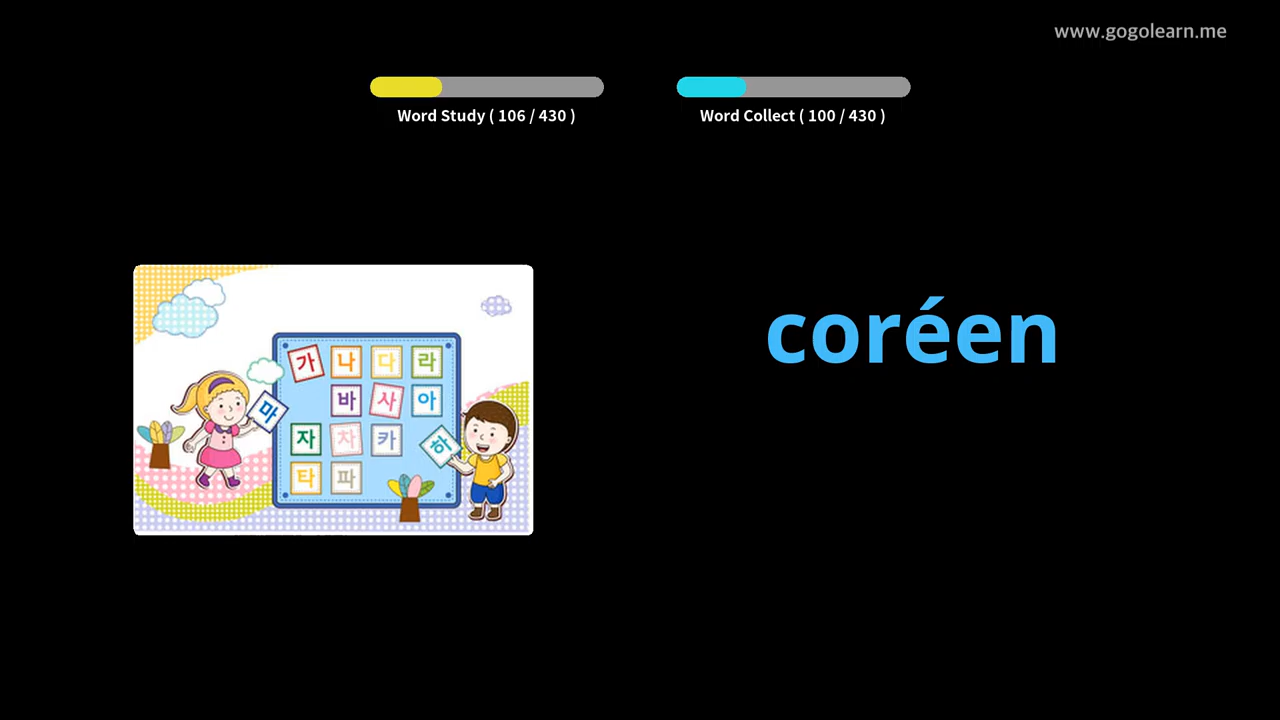 www.gogolearn.me
Word Study ( 106 / 430 )
Word Collect ( 100 / 430 )
가 나 다 라
마 바 사 아
자 차 카 하
타 파
coréen